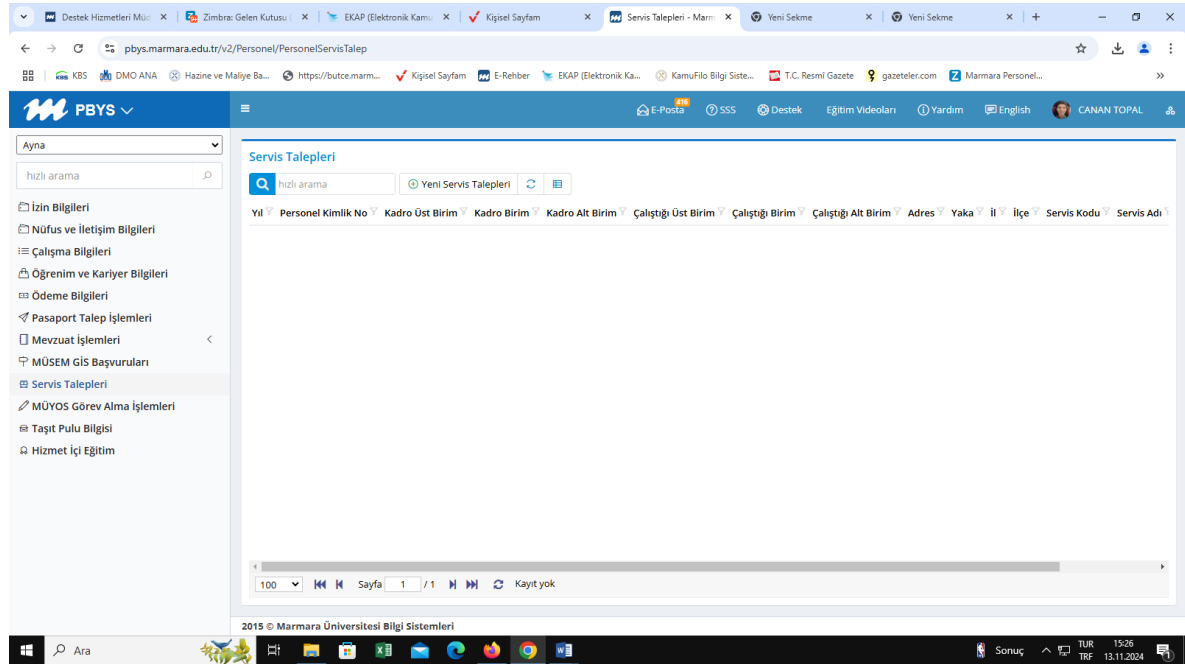 Destek Hizmetleri Müd
Zimbra: Gelen Kutusu (
EKAP (Elektronik Kamu
Kişisel Sayfam
Servis Talepleri - Marm
Yeni Sekme
Yeni Sekme
pbys.marmara.edu.tr/v2/Personel/PersonelServisTalep
KBS
DMO ANA
Hazine ve Maliye Ba...
https://butce.marm...
Kişisel Sayfam
E-Rehber
EKAP (Elektronik Ka...
KamuFilo Bilgi Siste...
T.C. Resmî Gazete
gazeteler.com
Marmara Personel...
PBYS
E-Posta
416
SSS
Destek
Eğitim Videoları
Yardım
English
CANAN TOPAL
Ayna
hızlı arama
İzin Bilgileri
Nüfus ve İletişim Bilgileri
Çalışma Bilgileri
Öğrenim ve Kariyer Bilgileri
Ödeme Bilgileri
Pasaport Talep İşlemleri
Mevzuat İşlemleri
MÜSEM GİS Başvuruları
Servis Talepleri
MÜYOS Görev Alma İşlemleri
Taşıt Pulu Bilgisi
Hizmet İçi Eğitim
Servis Talepleri
hızlı arama
Yeni Servis Talepleri
Yıl Personel Kimlik No Kadro Üst Birim Kadro Birim Kadro Alt Birim Çalıştığı Üst Birim Çalıştığı Birim Çalıştığı Alt Birim Adres Yaka İl İlçe Servis Kodu Servis Adı
100 Sayfa 1 / 1 Kayıt yok
2015 © Marmara Üniversitesi Bilgi Sistemleri
Ara
Sonuç
TUR
TRF
15:26
13.11.2024